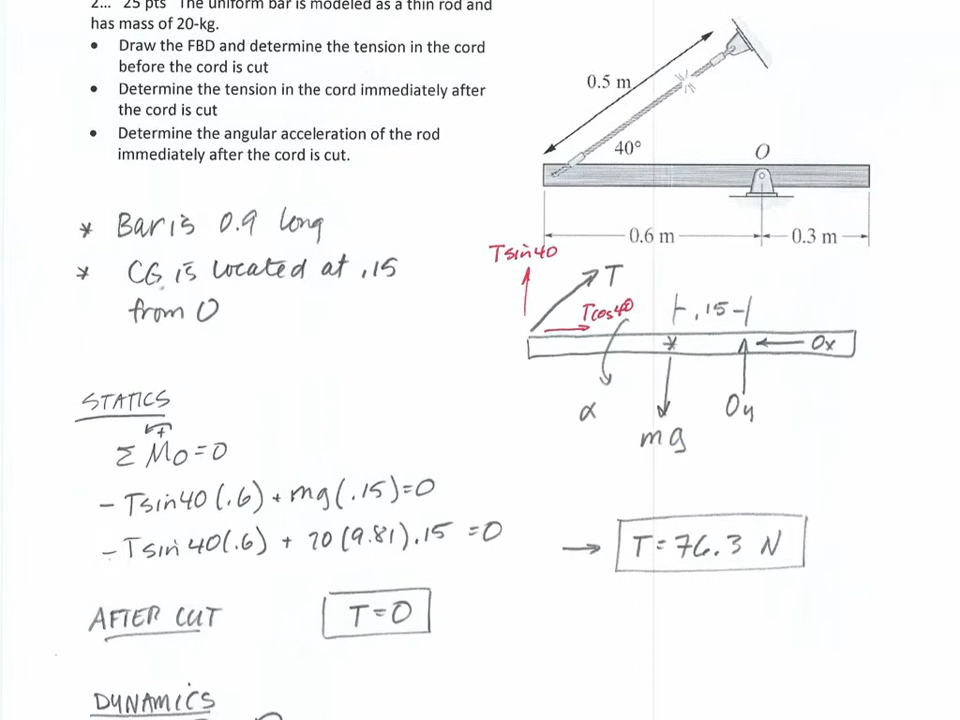 2... 25 pts The uniform bar is modeled as a thin rod and
has mass of 20-kg.
• Draw the FBD and determine the tension in the cord
before the cord is cut
• Determine the tension in the cord immediately after
the cord is cut
• Determine the angular acceleration of the rod
immediately after the cord is cut.
0.5 m
40°
O
0.6 m
0.3 m
* Bar is 0.9 long
* CG is located at .15
from O
Tsin40
T
Tcos40
.15
Ox
α
mg
Oy
STATICS
+
Σ Mo=0
- Tsin40(.6) + mg(.15)=0
- Tsin40(.6) + 20(9.81).15 =0
→ T=76.3 N
AFTER CUT
T=0
DYNAMICS